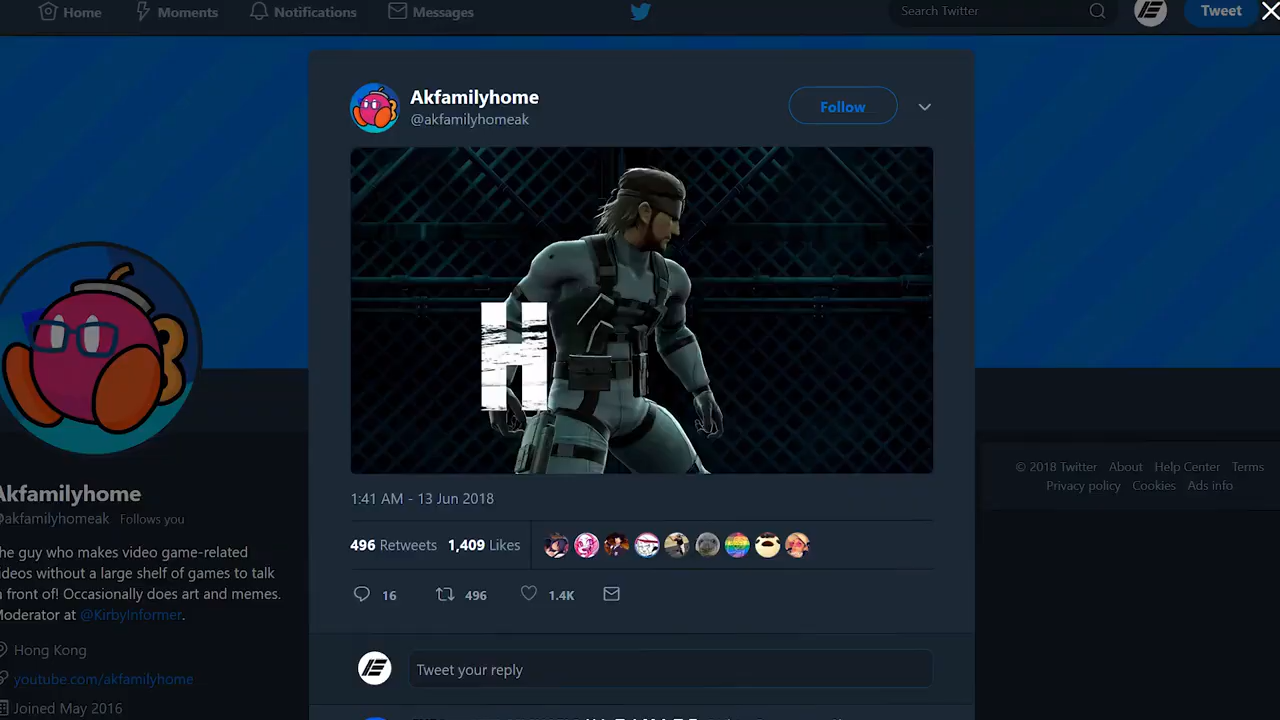 Home
Moments
Notifications
Messages
Search Twitter
Tweet
Akfamilyhome
@akfamilyhomeak
Follow
H
1:41 AM - 13 Jun 2018
496 Retweets 1,409 Likes
16 496 1.4K
Tweet your reply
Akfamilyhome
@akfamilyhomeak Follows you
he guy who makes video game-related
ideos without a large shelf of games to talk
n front of! Occasionally does art and memes.
Moderator at @KirbyInformer.
Hong Kong
youtube.com/akfamilyhome
Joined May 2016
© 2018 Twitter About Help Center Terms
Privacy policy Cookies Ads info